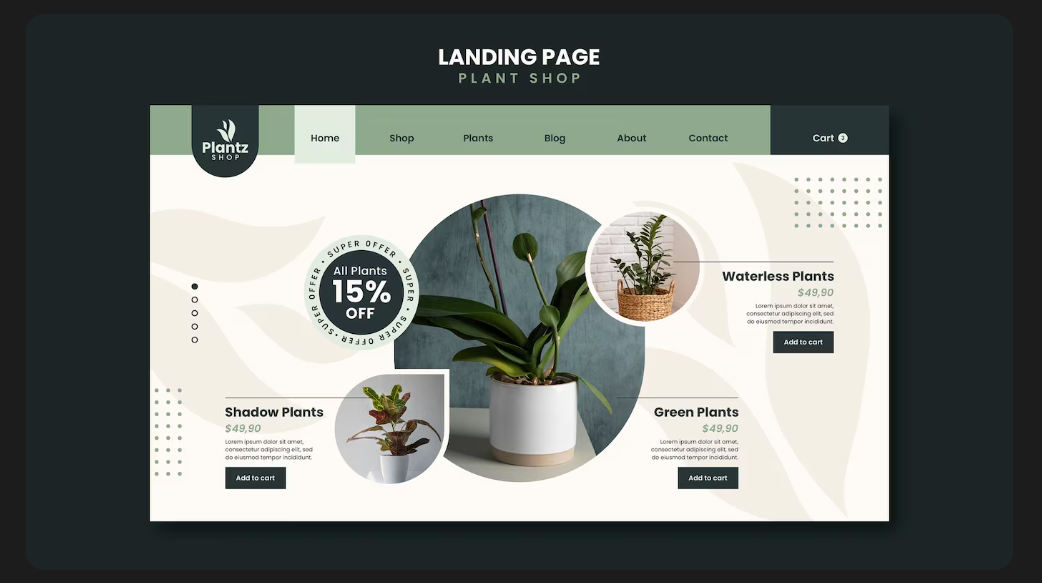 LANDING PAGE
PLANT SHOP
Plantz
SHOP
Home
Shop
Plants
Blog
About
Contact
Cart 3
SUPER OFFER • SUPER OFFER • SUPER OFFER • SUPER OFFER •
All Plants
15%
OFF
Waterless Plants
$49,90
Lorem ipsum dolor sit amet,
consectetur adipiscing elit, sed
do eiusmod tempor incididunt.
Add to cart
Shadow Plants
$49,90
Lorem ipsum dolor sit amet,
consectetur adipiscing elit, sed
do eiusmod tempor incididunt.
Add to cart
Green Plants
$49,90
Lorem ipsum dolor sit amet,
consectetur adipiscing elit, sed
do eiusmod tempor incididunt.
Add to cart